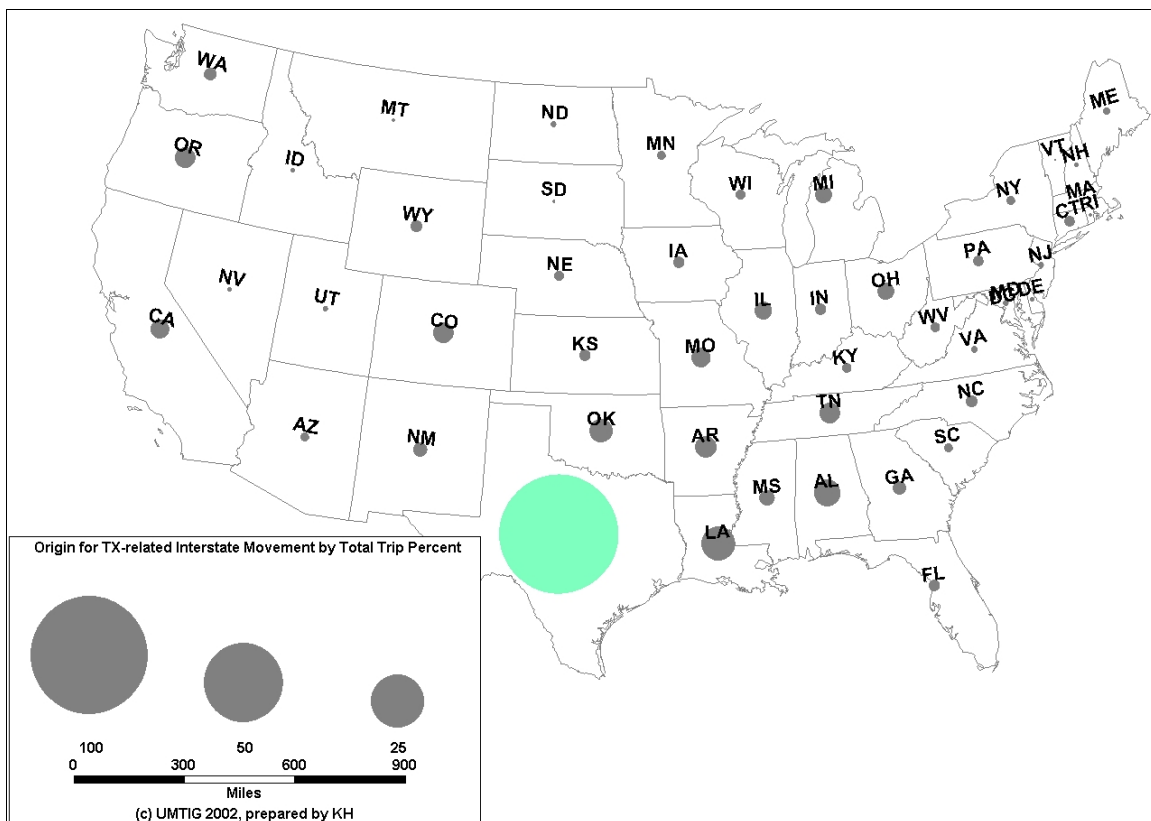 WA
MT
ND
MN
ME
OR
ID
SD
WI
MI
VT
NH
NY
MA
CT
RI
WY
IA
NE
PA
NJ
NV
UT
CO
IL
IN
OH
MD
DC
DE
WV
VA
CA
KS
MO
KY
AZ
NM
OK
AR
TN
NC
SC
MS
AL
GA
LA
FL
Origin for TX-related Interstate Movement by Total Trip Percent
100 50 25
0 300 600 900
Miles
(c) UMTIG 2002, prepared by KH